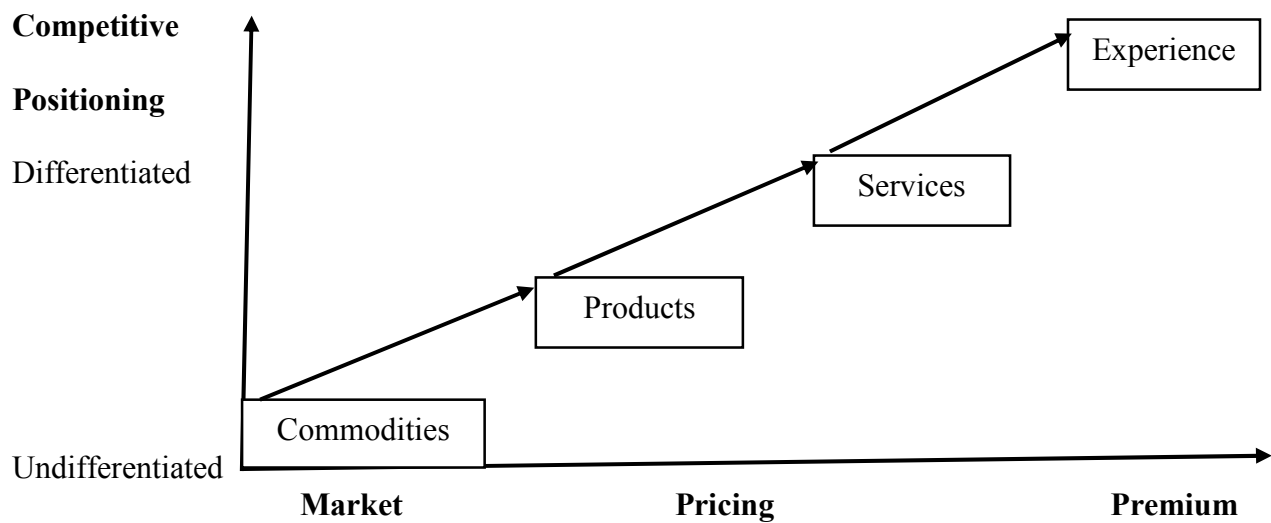 Competitive
Experience
Positioning
Differentiated
Services
Products
Commodities
Undifferentiated
Market Pricing Premium